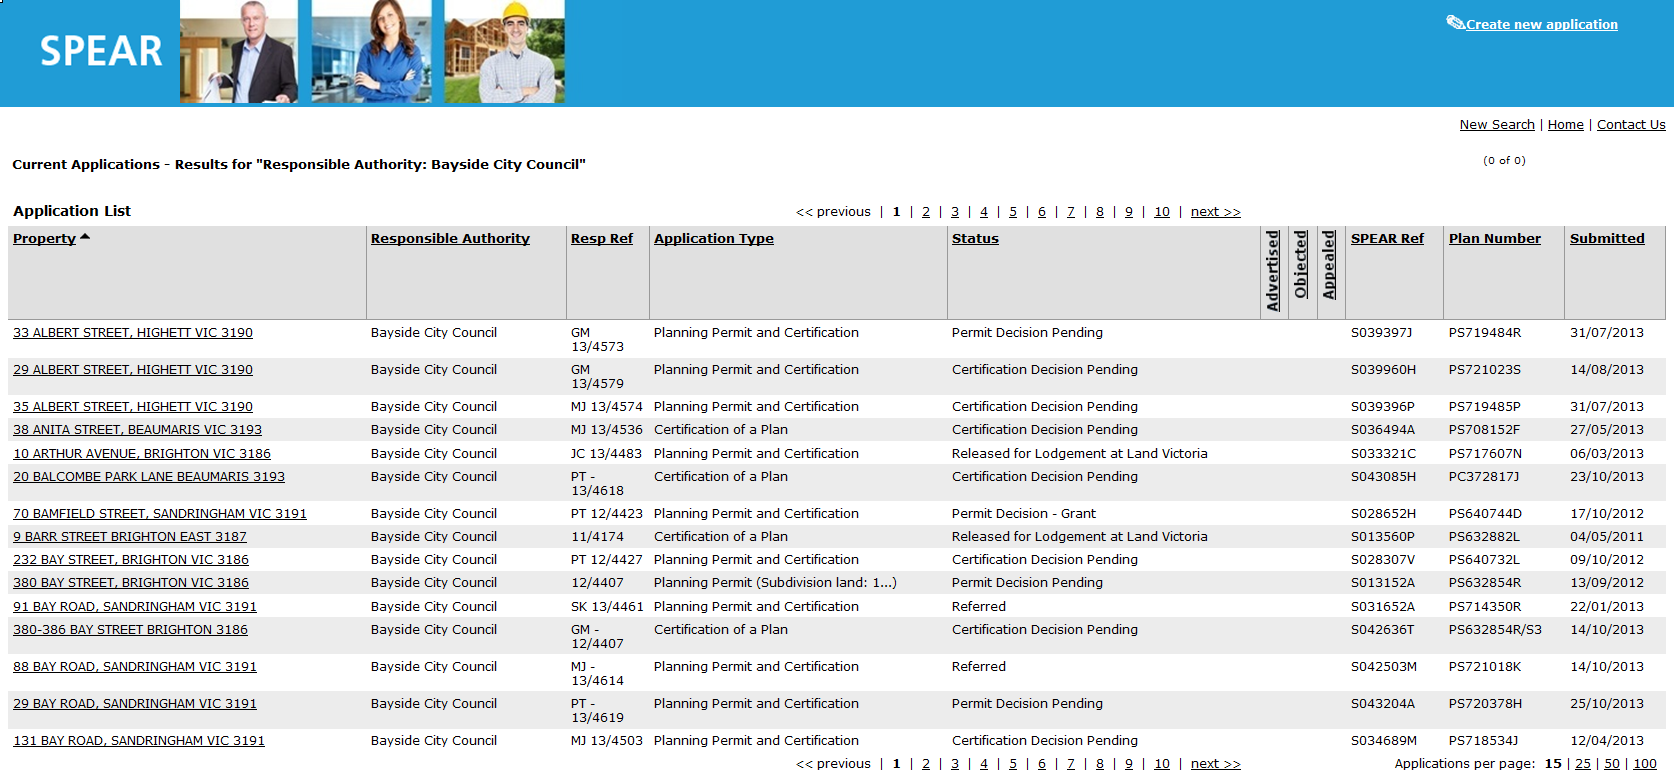 SPEAR
Create new application
New Search | Home | Contact Us
Current Applications - Results for "Responsible Authority: Bayside City Council"
(0 of 0)
Application List
<< previous | 1 | 2 | 3 | 4 | 5 | 6 | 7 | 8 | 9 | 10 | next >>
Property Responsible Authority Resp Ref Application Type Status Advertised Objected Appealed SPEAR Ref Plan Number Submitted
33 ALBERT STREET, HIGHETT VIC 3190 Bayside City Council GM Planning Permit and Certification Permit Decision Pending S039397J PS719484R 31/07/2013
13/4573
29 ALBERT STREET, HIGHETT VIC 3190 Bayside City Council GM Planning Permit and Certification Certification Decision Pending S039960H PS721023S 14/08/2013
13/4579
35 ALBERT STREET, HIGHETT VIC 3190 Bayside City Council MJ 13/4574 Planning Permit and Certification Certification Decision Pending S039396P PS719485P 31/07/2013
38 ANITA STREET, BEAUMARIS VIC 3193 Bayside City Council MJ 13/4536 Certification of a Plan Certification Decision Pending S036494A PS708152F 27/05/2013
10 ARTHUR AVENUE, BRIGHTON VIC 3186 Bayside City Council JC 13/4483 Planning Permit and Certification Released for Lodgement at Land Victoria S033321C PS717607N 06/03/2013
20 BALCOMBE PARK LANE BEAUMARIS 3193 Bayside City Council PT - Certification of a Plan Certification Decision Pending S043085H PC372817J 23/10/2013
13/4618
70 BAMFIELD STREET, SANDRINGHAM VIC 3191 Bayside City Council PT 12/4423 Planning Permit and Certification Permit Decision - Grant S028652H PS640744D 17/10/2012
9 BARR STREET BRIGHTON EAST 3187 Bayside City Council 11/4174 Certification of a Plan Released for Lodgement at Land Victoria S013560P PS632882L 04/05/2011
232 BAY STREET, BRIGHTON VIC 3186 Bayside City Council PT 12/4427 Planning Permit and Certification Certification Decision Pending S028307V PS640732L 09/10/2012
380 BAY STREET, BRIGHTON VIC 3186 Bayside City Council 12/4407 Planning Permit (Subdivision land: 1...) Permit Decision Pending S013152A PS632854R 13/09/2012
91 BAY ROAD, SANDRINGHAM VIC 3191 Bayside City Council SK 13/4461 Planning Permit and Certification Referred S031652A PS714350R 22/01/2013
380-386 BAY STREET BRIGHTON 3186 Bayside City Council GM - Certification of a Plan Certification Decision Pending S042636T PS632854R/S3 14/10/2013
12/4407
88 BAY ROAD, SANDRINGHAM VIC 3191 Bayside City Council MJ - Planning Permit and Certification Referred S042503M PS721018K 14/10/2013
13/4614
29 BAY ROAD, SANDRINGHAM VIC 3191 Bayside City Council PT - Planning Permit and Certification Permit Decision Pending S043204A PS720378H 25/10/2013
13/4619
131 BAY ROAD, SANDRINGHAM VIC 3191 Bayside City Council MJ 13/4503 Planning Permit and Certification Certification Decision Pending S034689M PS718534J 12/04/2013
<< previous | 1 | 2 | 3 | 4 | 5 | 6 | 7 | 8 | 9 | 10 | next >> Applications per page: 15 | 25 | 50 | 100